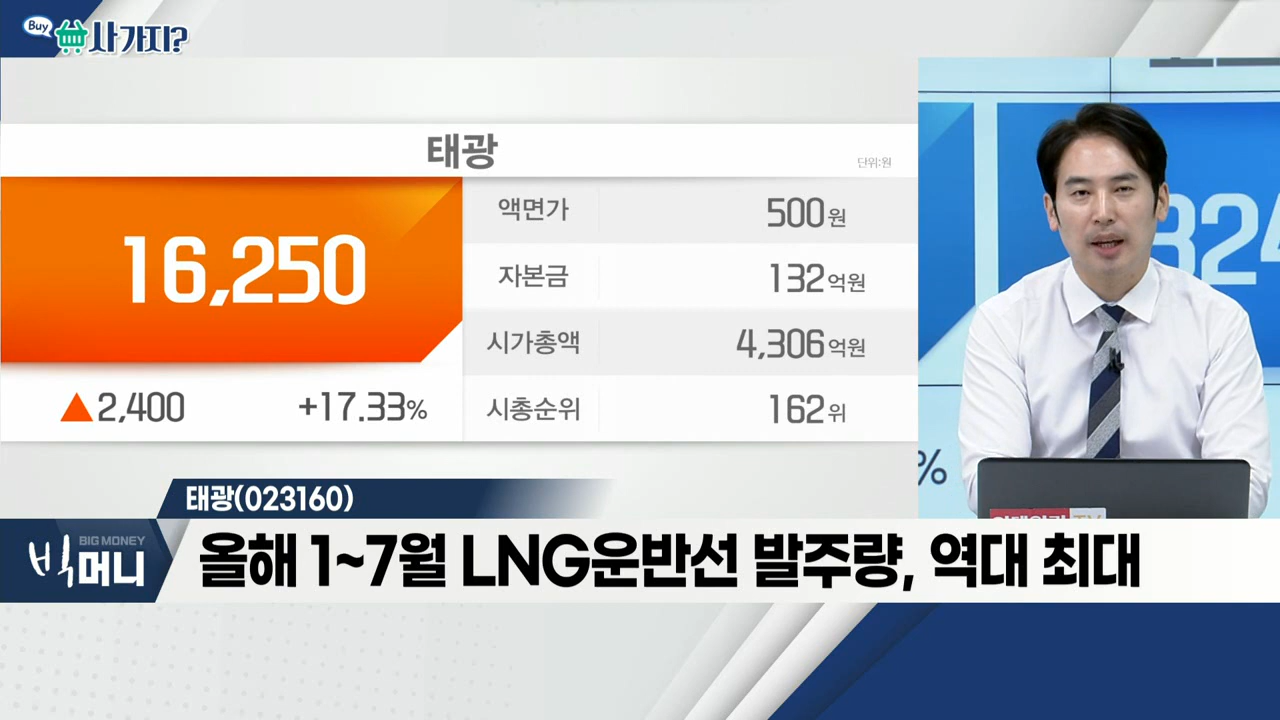 Buy
사가지?
태광
단위:원
16,250
▲2,400 +17.33%
액면가 500원
자본금 132억원
시가총액 4,306억원
시총순위 162위
324
%
태광(023160)
BIG MONEY
빅머니
올해 1~7월 LNG운반선 발주량, 역대 최대